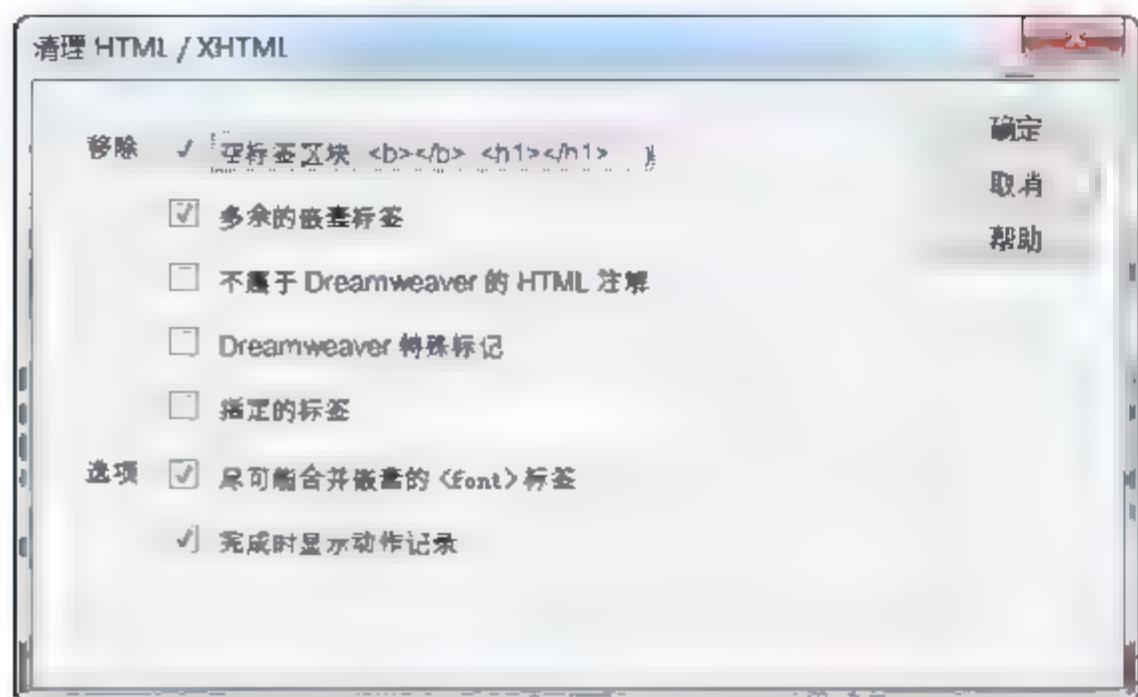 清理 HTML / XHTML
移除 空标签区块 <b></b> <h1></h1>
确定
取消
多余的嵌套标签
帮助
不属于 Dreamweaver 的 HTML 注解
Dreamweaver 特殊标记
指定的标签
选项 尽可能合并嵌套的 <font> 标签
完成时显示动作记录